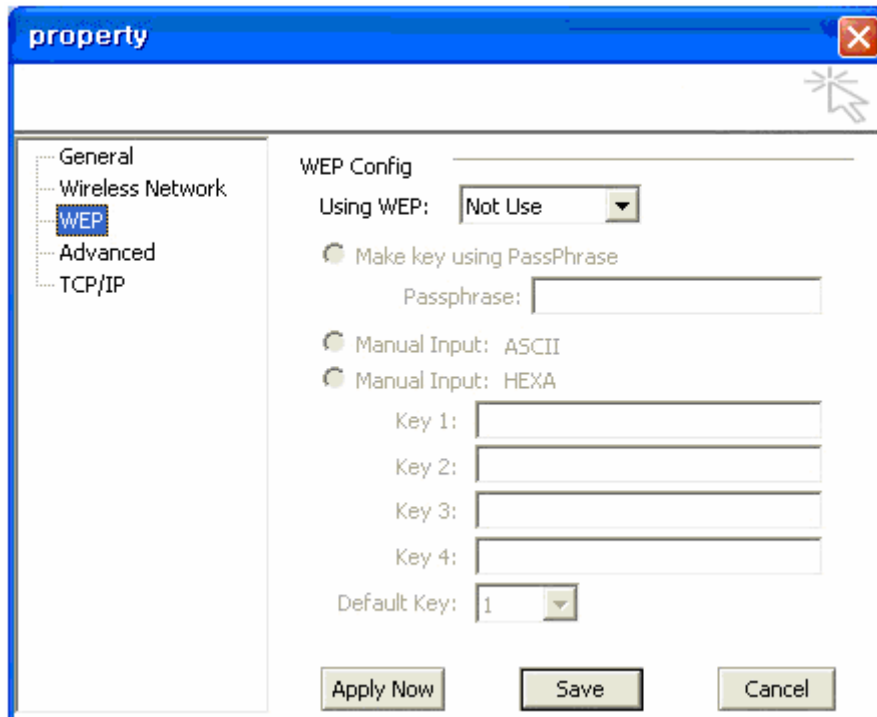 property
General
Wireless Network
WEP
Advanced
TCP/IP
WEP Config
Using WEP: Not Use
Make key using PassPhrase
Passphrase:
Manual Input: ASCII
Manual Input: HEXA
Key 1:
Key 2:
Key 3:
Key 4:
Default Key: 1
Apply Now Save Cancel